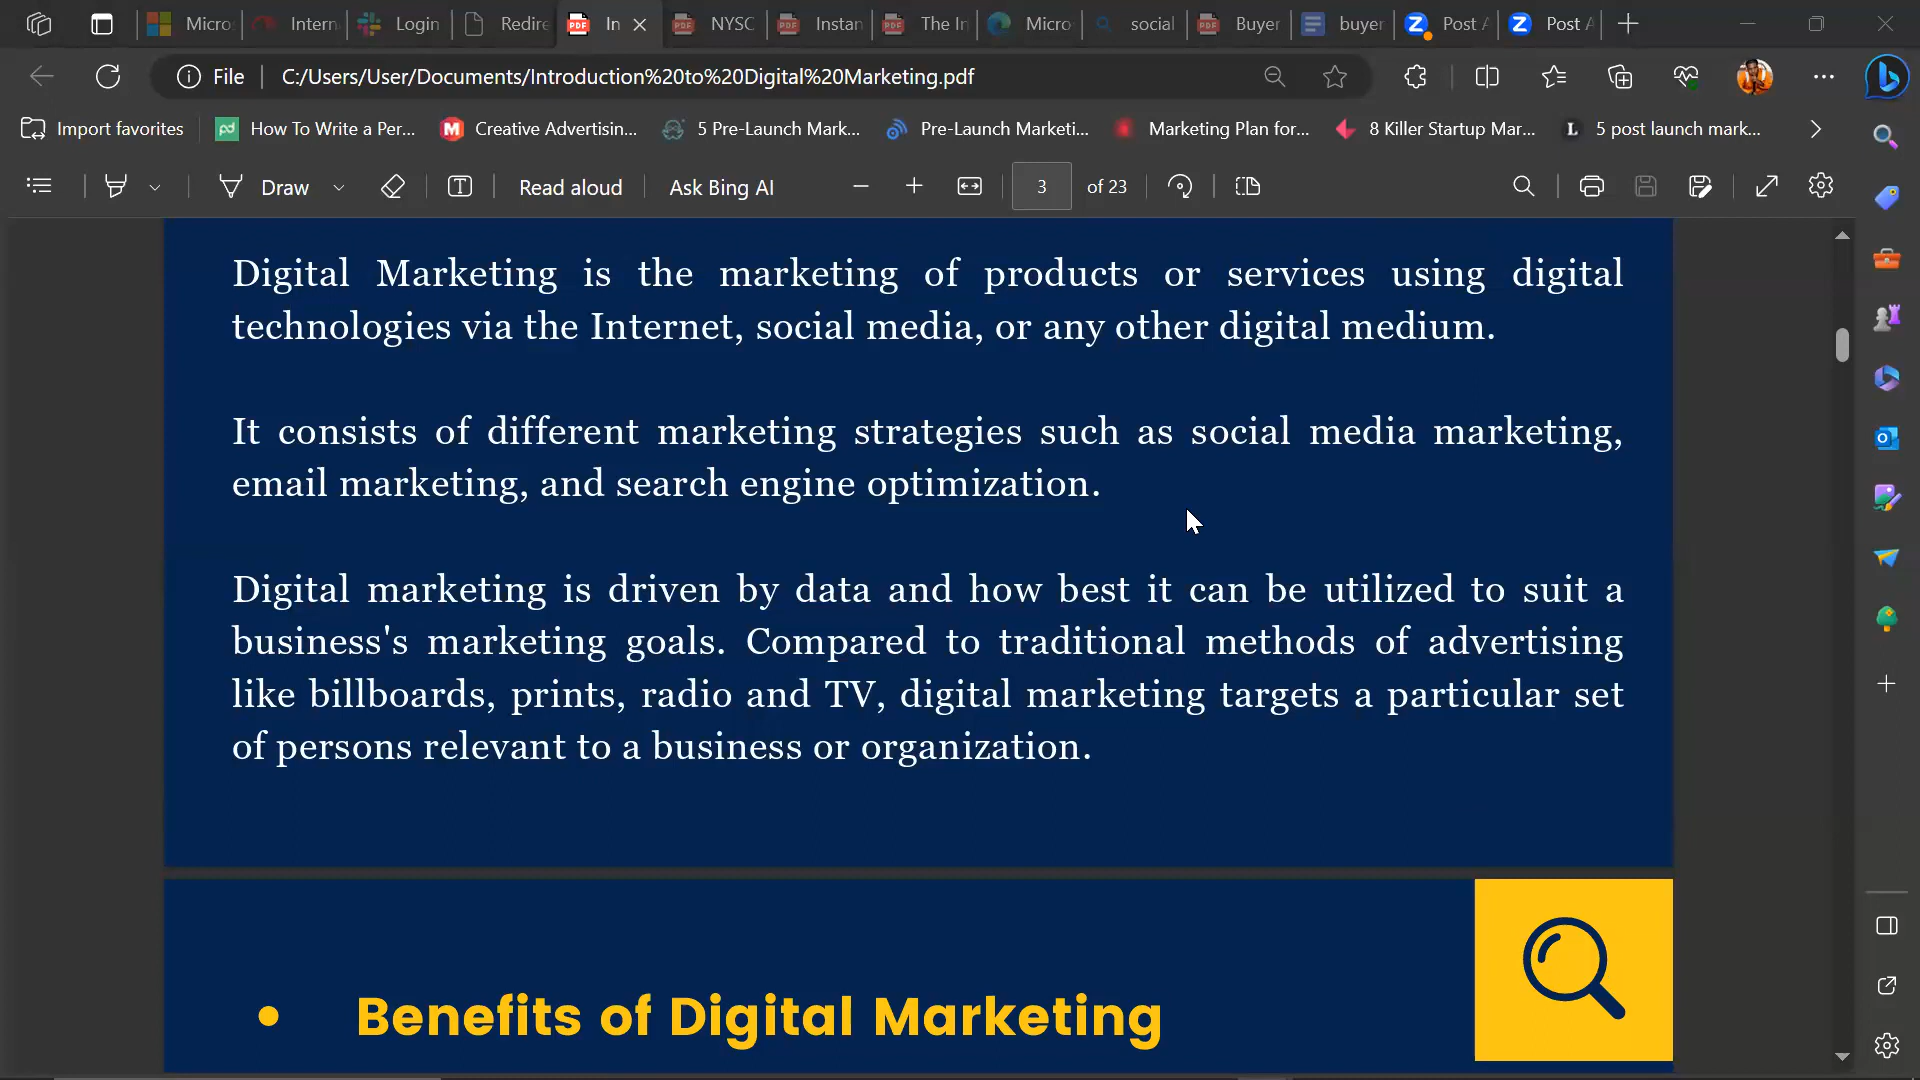 Micro
Intern
Login
Redire
In
NYSC
Instan
The In
Micro
social
Buyer
buyer
Post A
Post A
File
C:/Users/User/Documents/Introduction%20to%20Digital%20Marketing.pdf
Import favorites
How To Write a Per...
Creative Advertisin...
5 Pre-Launch Mark...
Pre-Launch Marketi...
Marketing Plan for...
8 Killer Startup Mar...
5 post launch mark...
Draw
Read aloud
Ask Bing AI
3 of 23
Digital Marketing is the marketing of products or services using digital
technologies via the Internet, social media, or any other digital medium.
It consists of different marketing strategies such as social media marketing,
email marketing, and search engine optimization.
Digital marketing is driven by data and how best it can be utilized to suit a
business's marketing goals. Compared to traditional methods of advertising
like billboards, prints, radio and TV, digital marketing targets a particular set
of persons relevant to a business or organization.
• Benefits of Digital Marketing